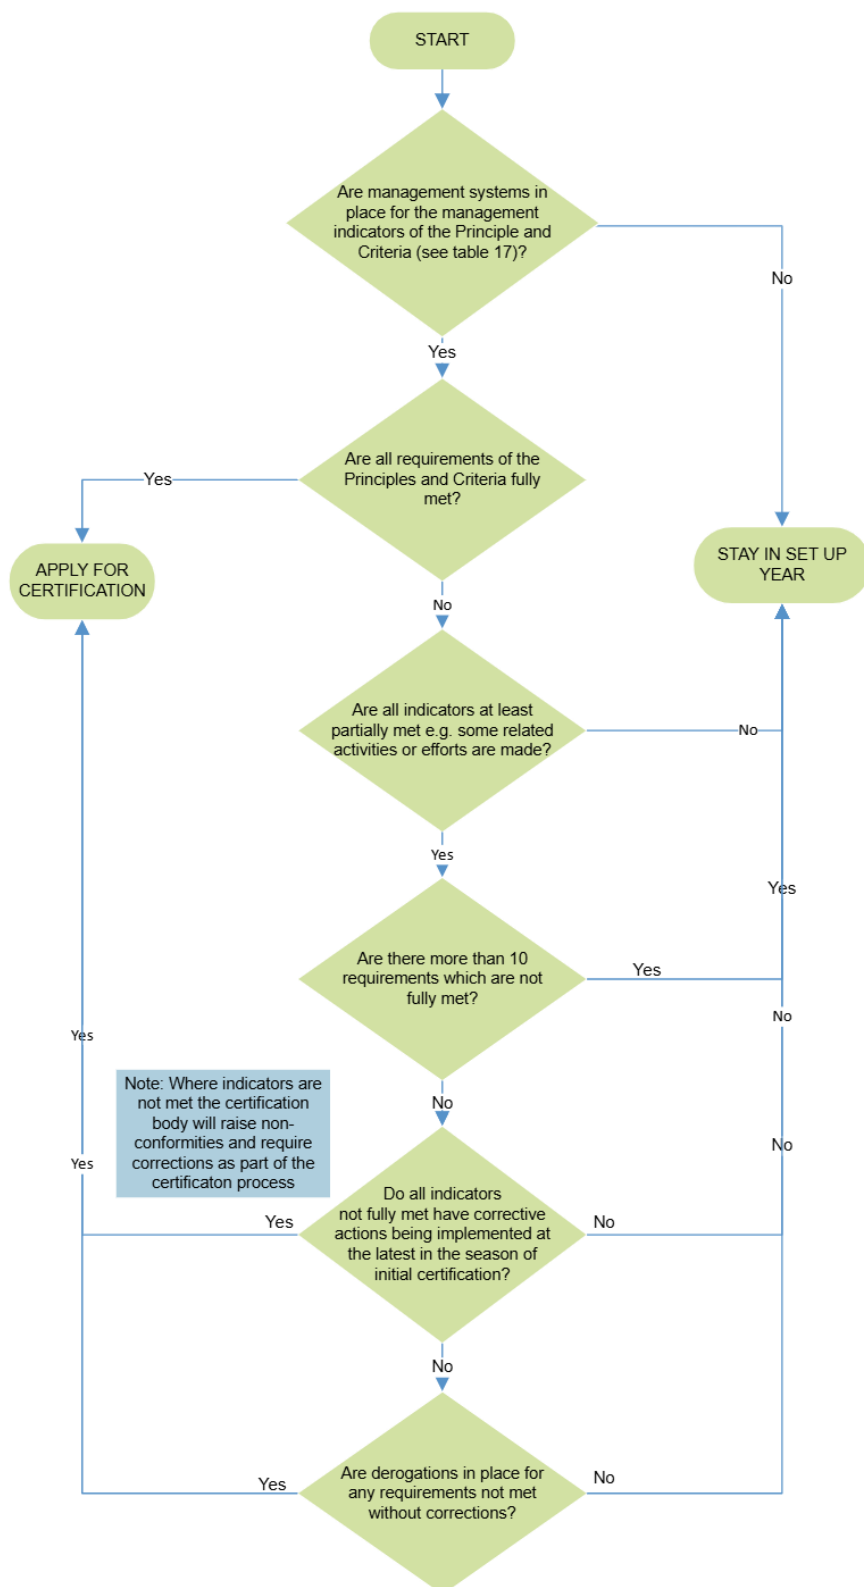 START
Are management systems in
place for the management
indicators of the Principle and
Criteria (see table 17)?
No
Yes
Are all requirements of the
Principles and Criteria fully
met?
Yes
APPLY FOR
CERTIFICATION
STAY IN SET UP
YEAR
No
Are all indicators at least
partially met e.g. some related
activities or efforts are made?
No
Yes
Yes
Are there more than 10
requirements which are not
fully met?
Yes
No
Yes
Note: Where indicators are
not met the certification
body will raise non-
conformities and require
corrections as part of the
certificaton process
No
No
Yes
Do all indicators
not fully met have corrective
actions being implemented at
the latest in the season of
initial certification?
Yes
No
No
Are derogations in place for
any requirements not met
without corrections?
Yes
No